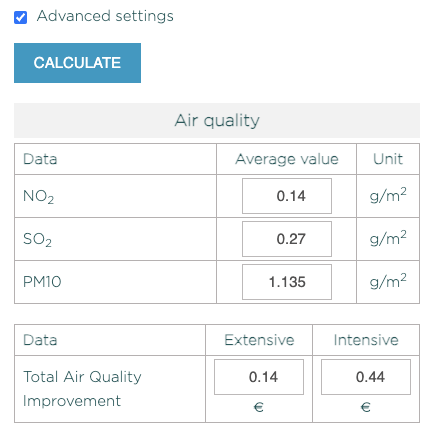 Advanced settings
CALCULATE
Air quality
Data Average value Unit
NO₂ 0.14 g/m²
SO₂ 0.27 g/m²
PM10 1.135 g/m²
Data Extensive Intensive
Total Air Quality 0.14 0.44
Improvement € €